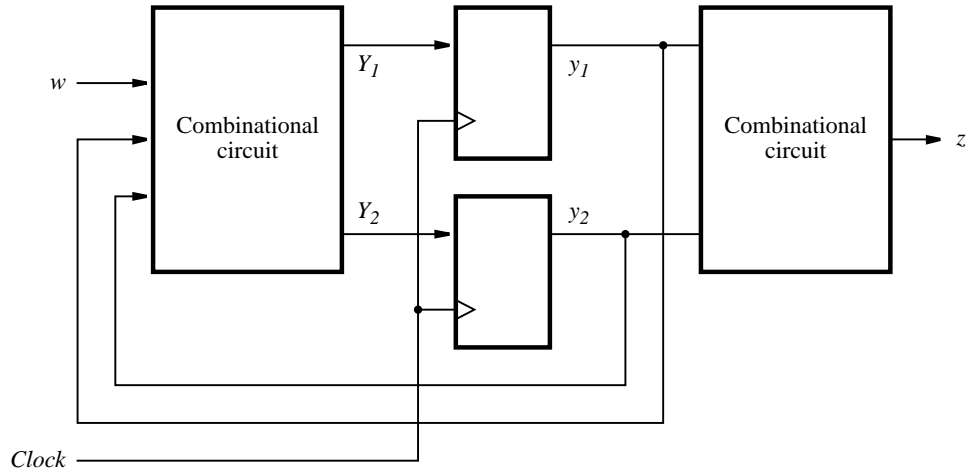 w
Combinational
circuit
Y1
Y2
y1
y2
Combinational
circuit
z
Clock